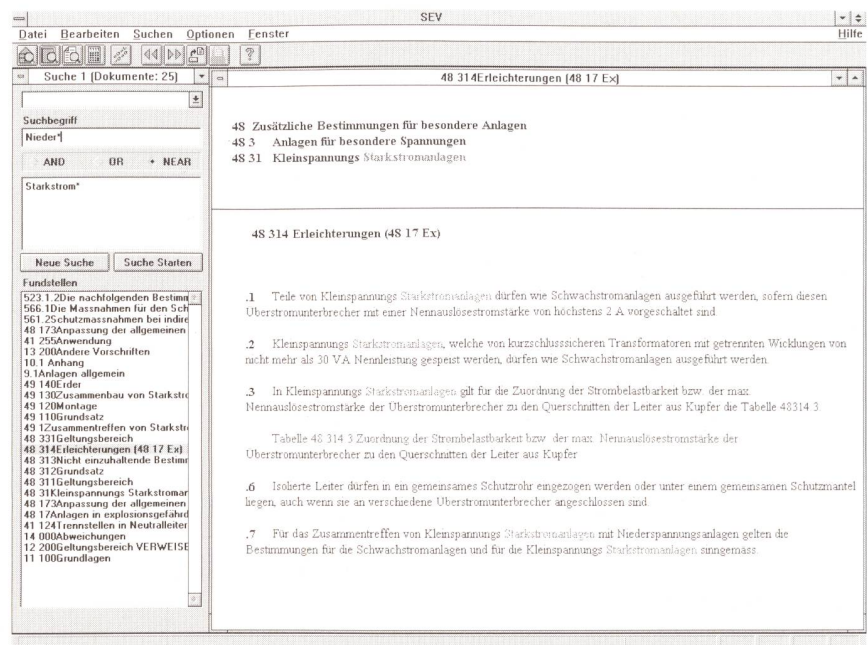 SEV
Datei Bearbeiten Suchen Optionen Fenster Hilfe
Suche 1 (Dokumente: 25)
48 314Erleichterungen (48 17 Ex)
Suchbegriff
Nieder*
AND OR NEAR
Starkstrom*
Neue Suche Suche Starten
Fundstellen
523.1.2Die nachfolgenden Bestimm
566.1Die Massnahmen für den Sch
561.2Schutzmassnahmen bei indire
48 173Anpassung der allgemeinen
41 255Anwendung
13 200Andere Vorschriften
10.1 Anhang
9.1Anlagen allgemein
49 140Erder
49 130Zusammenbau von Starkstro
49 120Montage
49 110Grundsatz
49 1Zusammentreffen von Starkstr
48 331Geltungsbereich
48 314Erleichterungen (48 17 Ex)
48 313Nicht einzuhaltende Bestimm
48 312Grundsatz
48 311Geltungsbereich
48 31Kleinspannungs Starkstromar
48 173Anpassung der allgemeinen
48 17Anlagen in explosionsgefährd
41 124Trennstellen in Neutralleiter
14 000Abweichungen
12 200Geltungsbereich VERWEISE
11 100Grundlagen
48 Zusätzliche Bestimmungen für besondere Anlagen
48 3 Anlagen für besondere Spannungen
48 31 Kleinspannungs Starkstromanlagen
48 314 Erleichterungen (48 17 Ex)
.1 Teile von Kleinspannungs Starkstromanlagen dürfen wie Schwachstromanlagen ausgeführt werden, sofern diesen
Uberstromunterbrecher mit einer Nennauslösestromstärke von höchstens 2 A vorgeschaltet sind
.2 Kleinspannungs Starkstromanlagen, welche von kurzschlusssicheren Transformatoren mit getrennten Wicklungen von
nicht mehr als 30 VA Nennleistung gespeist werden, dürfen wie Schwachstromanlagen ausgeführt werden.
.3 In Kleinspannungs Starkstromanlagen gilt für die Zuordnung der Strombelastbarkeit bzw. der max.
Nennauslösestromstärke der Uberstromunterbrecher zu den Querschnitten der Leiter aus Kupfer die Tabelle 48314 3.
Tabelle 48 314 3 Zuordnung der Strombelastbarkeit bzw. der max. Nennauslösestromstärke der
Uberstromunterbrecher zu den Querschnitten der Leiter aus Kupfer
.6 Isolierte Leiter dürfen in ein gemeinsames Schutzrohr eingezogen werden oder unter einem gemeinsamen Schutzmantel
liegen, auch wenn sie an verschiedene Uberstromunterbrecher angeschlossen sind.
.7 Für das Zusammentreffen von Kleinspannungs Starkstromanlagen mit Niederspannungsanlagen gelten die
Bestimmungen für die Schwachstromanlagen und für die Kleinspannungs Starkstromanlagen sinngemäss.